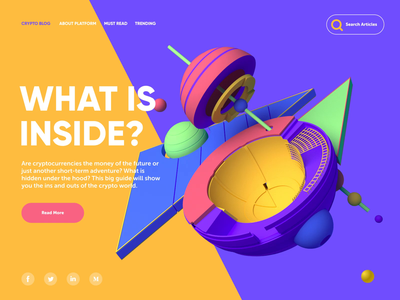 CRYPTO BLOG
ABOUT PLATFORM
MUST READ
TRENDING
Search Articles
WHAT IS
INSIDE?
Are cryptocurrencies the money of the future or
just another short-term adventure? What is
hidden under the hood? This big guide will show
you the ins and outs of the crypto world.
Read More